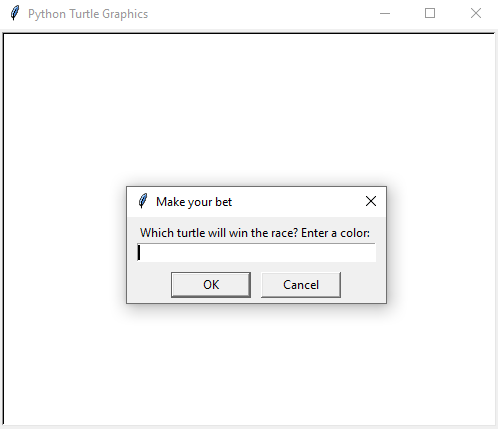 Python Turtle Graphics
Make your bet
Which turtle will win the race? Enter a color:
OK
Cancel